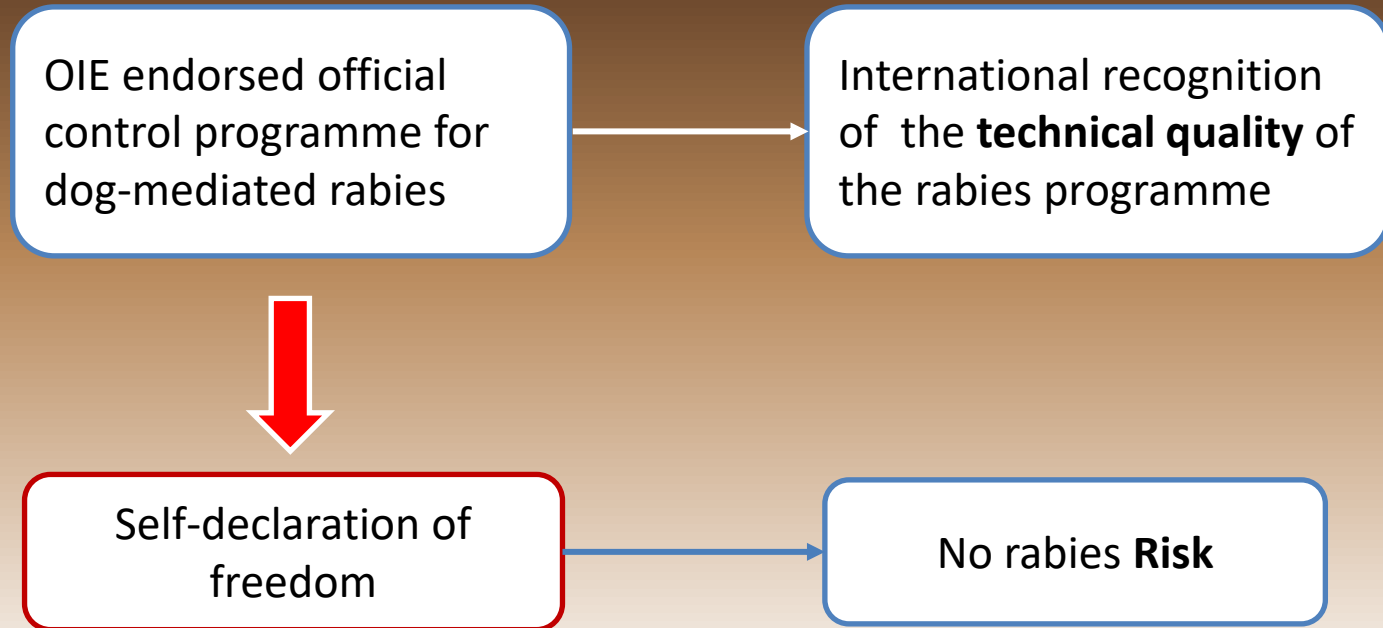 OIE endorsed official
control programme for
dog-mediated rabies
International recognition
of  the technical quality of
the rabies programme
Self-declaration of
freedom
No rabies Risk